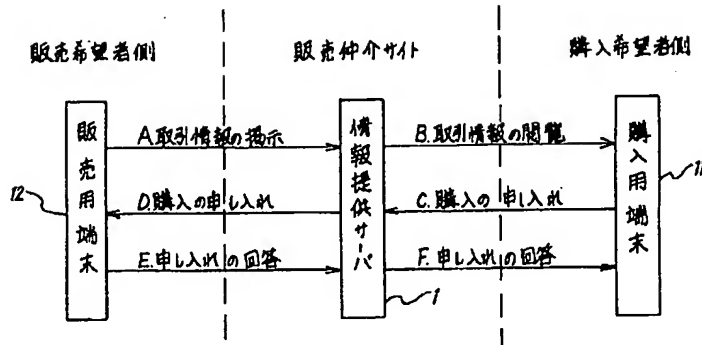 販売希望者側
販売仲介サイト
購入希望者側
販売用端末
情報提供サーバ
購入用端末
A.取引情報の掲示
B.取引情報の閲覧
12
11
D.購入の申し入れ
C.購入の申し入れ
E.申し入れの回答
F.申し入れの回答
1